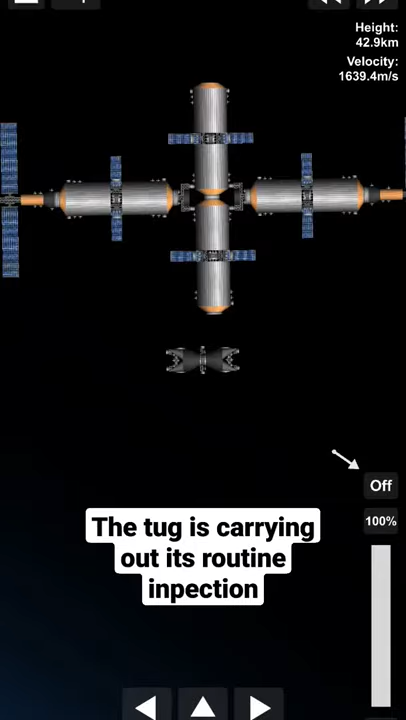 Height:
42.9km
Velocity:
1639.4m/s
Off
100%
The tug is carrying
out its routine
inpection